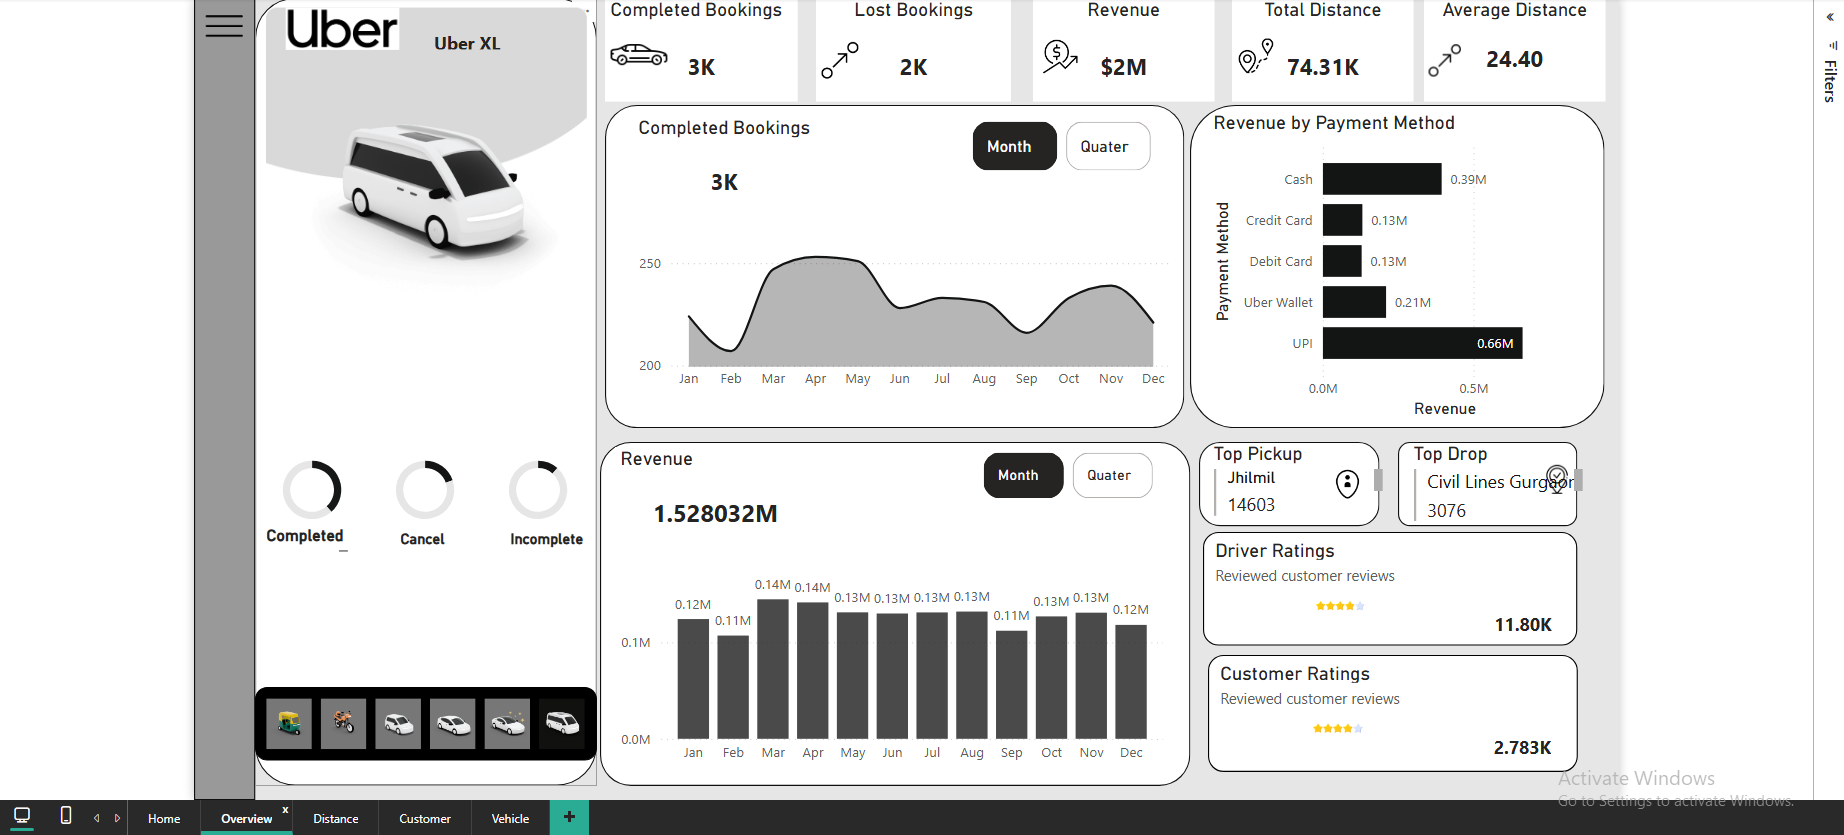 Uber
Uber XL
Completed Bookings
3K
Lost Bookings
2K
Revenue
$2M
Total Distance
74.31K
Average Distance
24.40
Filters
Completed Bookings
Month
Quater
3K
250
200
Jan Feb Mar Apr May Jun Jul Aug Sep Oct Nov Dec
Revenue by Payment Method
Payment Method
Cash 0.39M
Credit Card 0.13M
Debit Card 0.13M
Uber Wallet 0.21M
UPI 0.66M
0.0M 0.5M
Revenue
Completed
Cancel
Incomplete
Revenue
Month
Quater
1.528032M
0.12M 0.11M 0.14M 0.14M 0.13M 0.13M 0.13M 0.13M 0.11M 0.13M 0.13M 0.12M
0.1M
0.0M
Jan Feb Mar Apr May Jun Jul Aug Sep Oct Nov Dec
Top Pickup
Jhilmil
14603
Top Drop
Civil Lines Gurgaon
3076
Driver Ratings
Reviewed customer reviews
11.80K
Customer Ratings
Reviewed customer reviews
2.783K
Activate Windows
Go to Settings to activate Windows.
Home
Overview
x
Distance
Customer
Vehicle
+